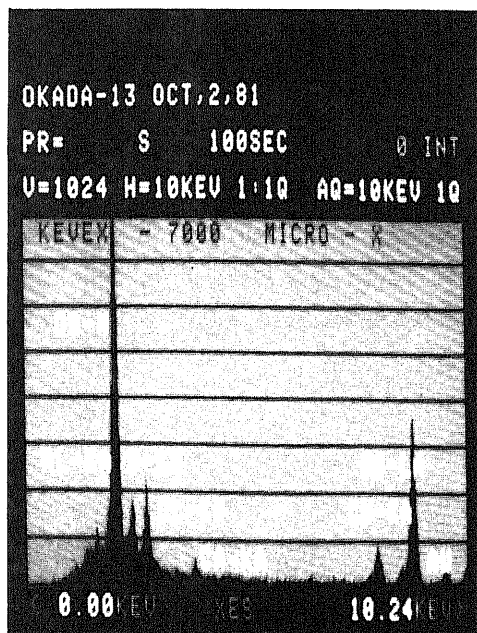 OKADA-13 OCT,2,81
PR= S 100SEC 0 INT
V=1024 H=10KEV 1:1Q AQ=10KEV 1Q
KEVEX - 7000 MICRO - X
0.00KEV XES 10.24KEV